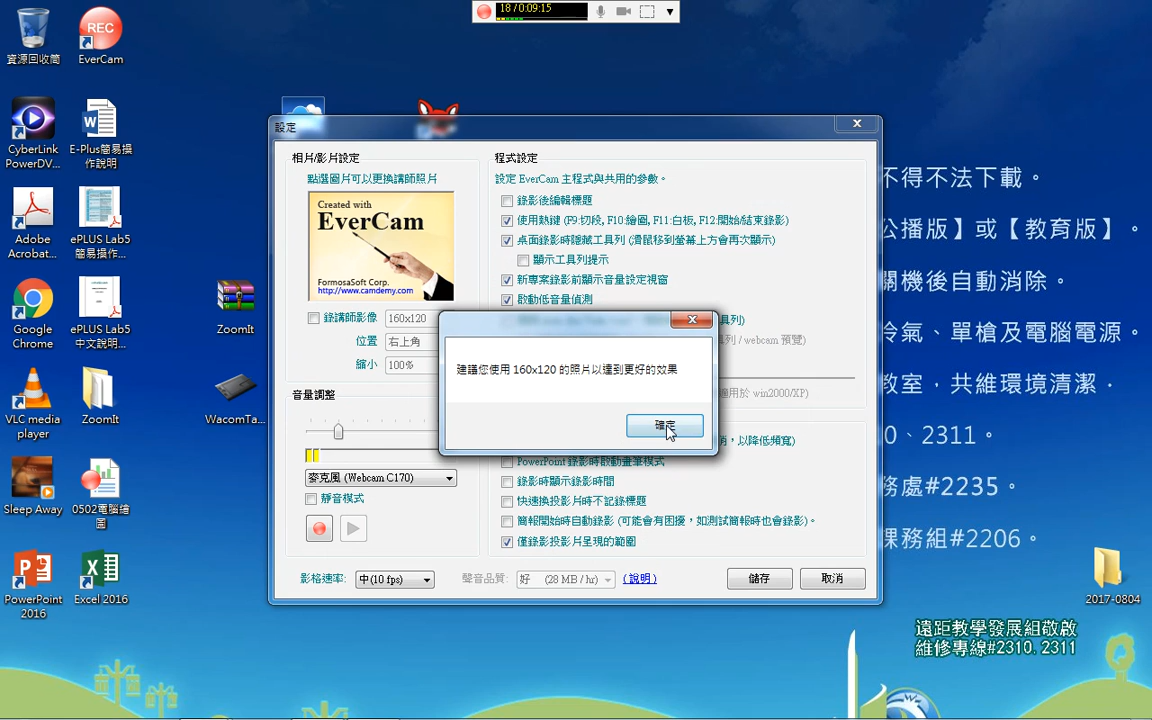 18 / 0:09:15
資源回收筒
EverCam
REC
CyberLink
PowerDV...
E-Plus簡易操
作說明
Adobe
Acrobat...
ePLUS Lab5
簡易操作...
Google
Chrome
ePLUS Lab5
中文說明...
VLC media
player
ZoomIt
Sleep Away
0502電腦繪
圖
PowerPoint
2016
Excel 2016
ZoomIt
WacomTa...
設定
相片/影片設定
點選圖片可以更換講師照片
Created with
EverCam
FormosaSoft Corp.
http://www.camdemy.com
錄講師影像
160x120
位置
右上角
縮小
100%
音量調整
麥克風 (Webcam C170)
靜音模式
程式設定
設定 EverCam 主程式與共用的參數。
錄影後編輯標題
使用熱鍵 (F9:切段, F10:繪圖, F11:白板, F12:開始/結束錄影)
桌面錄影時隱藏工具列 (滑鼠移到螢幕上方會再次顯示)
顯示工具列提示
新專案錄影前顯示音量設定視窗
啟動低音量偵測
具列)
列 / webcam 預覽)
適用於 win2000/XP)
建議您使用 160x120 的照片以達到更好的效果
確定
，以降低頻寬)
PowerPoint 錄影時啟動畫筆模式
錄影時顯示錄影時間
快速換投影片時不記錄標題
簡報開始時自動錄影 (可能會有困擾，如測試簡報時也會錄影)。
僅錄影投影片呈現的範圍
影格速率:
中(10 fps)
聲音品質:
好 (28 MB / hr)
(說明)
儲存
取消
不得不法下載。
公播版】或【教育版】。
關機後自動消除。
冷氣、單槍及電腦電源。
教室，共維環境清潔，
0、2311。
務處#2235。
課務組#2206。
2017-0804
遠距教學發展組敬啟
維修專線#2310. 2311